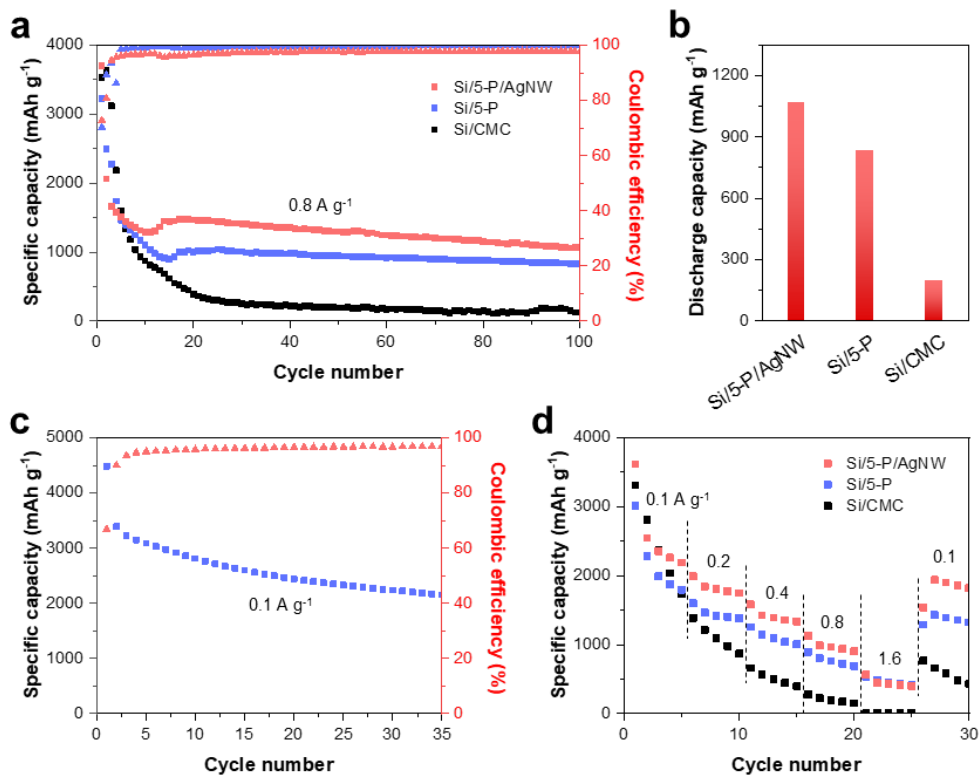 a
4000
3000
2000
1000
0
0
20
40
60
80
100
100
80
60
40
20
0
Specific capacity (mAh g⁻¹)
Coulombic efficiency (%)
Cycle number
Si/5-P/AgNW
Si/5-P
Si/CMC
0.8 A g⁻¹
b
1200
900
600
300
0
Discharge capacity (mAh g⁻¹)
Si/5-P/AgNW
Si/5-P
Si/CMC
c
5000
4000
3000
2000
1000
0
0
5
10
15
20
25
30
35
100
80
60
40
20
0
Specific capacity (mAh g⁻¹)
Coulombic efficiency (%)
Cycle number
0.1 A g⁻¹
d
4000
3000
2000
1000
0
0
10
20
30
Specific capacity (mAh g⁻¹)
Cycle number
Si/5-P/AgNW
Si/5-P
Si/CMC
0.1 A g⁻¹
0.2
0.4
0.8
1.6
0.1